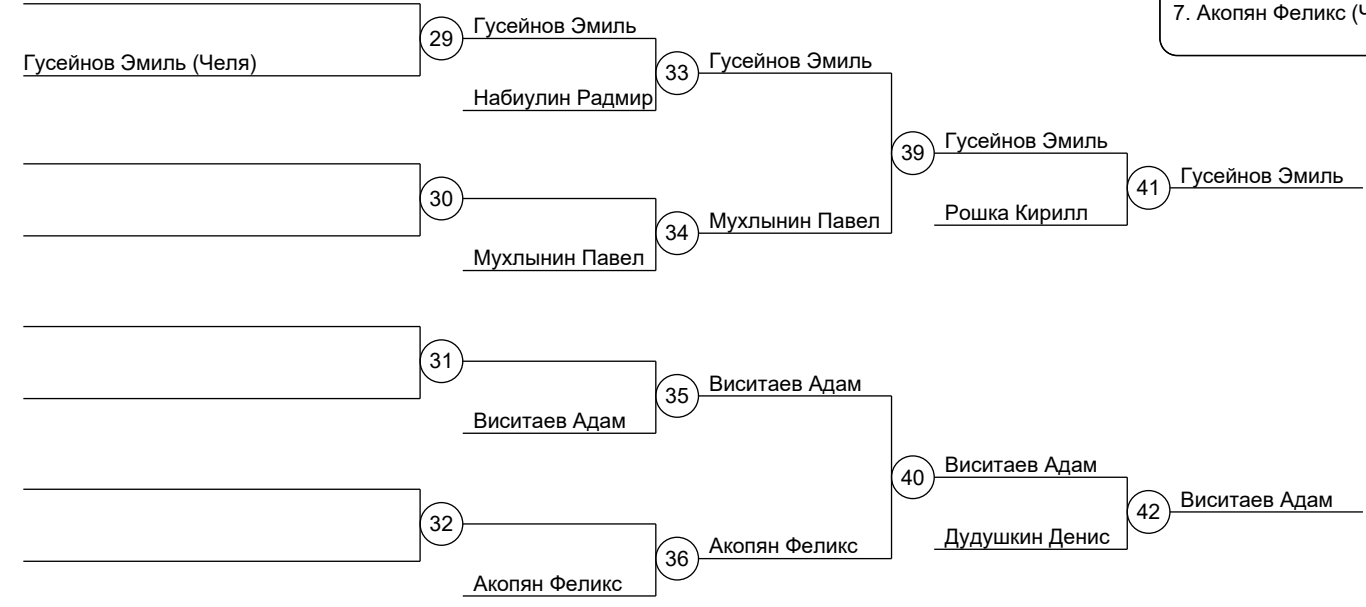 7. Акопян Феликс (Ч
29
Гусейнов Эмиль
Гусейнов Эмиль (Челя)
33
Гусейнов Эмиль
Набиулин Радмир
39
Гусейнов Эмиль
41
Гусейнов Эмиль
30
Рошка Кирилл
34
Мухлынин Павел
Мухлынин Павел
31
35
Виситаев Адам
Виситаев Адам
40
Виситаев Адам
42
Виситаев Адам
32
Дудушкин Денис
36
Акопян Феликс
Акопян Феликс